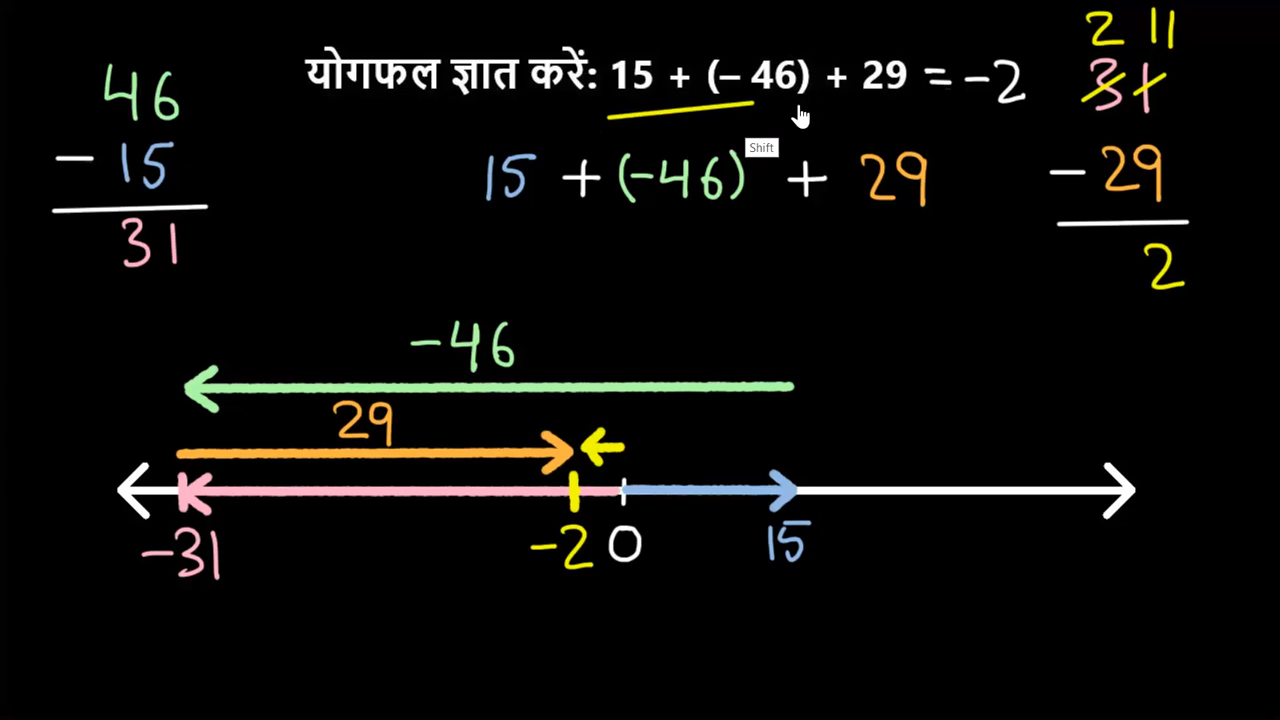 योगफल ज्ञात करें: 15 + (– 46) + 29 = -2
46
- 15
31
2 11
31
- 29
2
Shift
15 + (-46) + 29
-46
29
-31 -2 0 15